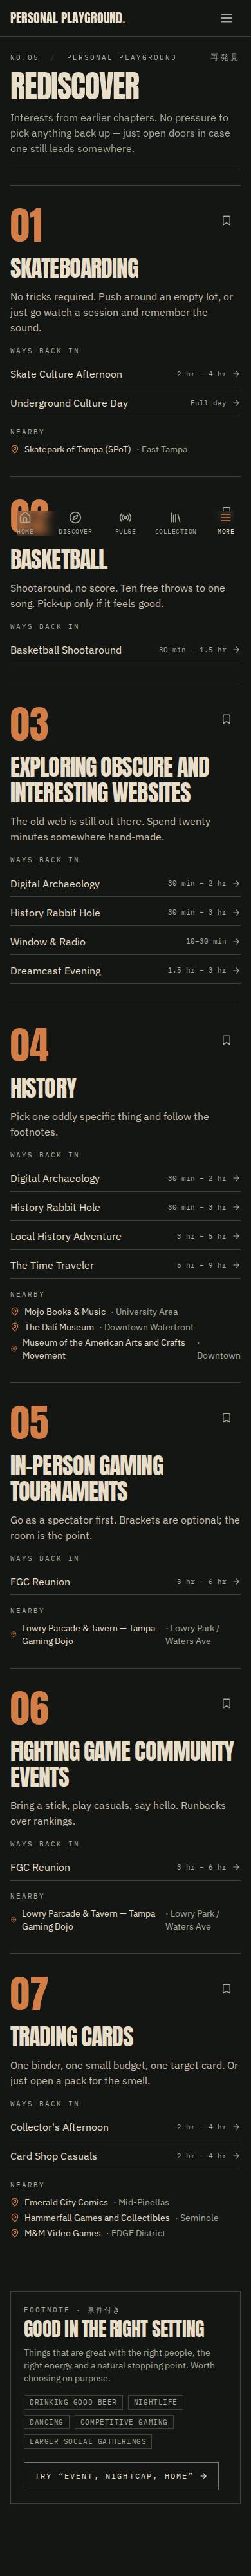 PERSONAL PLAYGROUND.
NO.05 / PERSONAL PLAYGROUND 再発見
REDISCOVER
Interests from earlier chapters. No pressure to
pick anything back up — just open doors in case
one still leads somewhere.
01
SKATEBOARDING
No tricks required. Push around an empty lot, or
just go watch a session and remember the
sound.
WAYS BACK IN
Skate Culture Afternoon 2 hr – 4 hr →
Underground Culture Day Full day →
NEARBY
Skatepark of Tampa (SPoT) · East Tampa
HOME DISCOVER PULSE COLLECTION MORE
BASKETBALL
Shootaround, no score. Ten free throws to one
song. Pick-up only if it feels good.
WAYS BACK IN
Basketball Shootaround 30 min – 1.5 hr →
03
EXPLORING OBSCURE AND
INTERESTING WEBSITES
The old web is still out there. Spend twenty
minutes somewhere hand-made.
WAYS BACK IN
Digital Archaeology 30 min – 2 hr →
History Rabbit Hole 30 min – 3 hr →
Window & Radio 10–30 min →
Dreamcast Evening 1.5 hr – 3 hr →
04
HISTORY
Pick one oddly specific thing and follow the
footnotes.
WAYS BACK IN
Digital Archaeology 30 min – 2 hr →
History Rabbit Hole 30 min – 3 hr →
Local History Adventure 3 hr – 5 hr →
The Time Traveler 5 hr – 9 hr →
NEARBY
Mojo Books & Music · University Area
The Dalí Museum · Downtown Waterfront
Museum of the American Arts and Crafts ·
Movement Downtown
05
IN-PERSON GAMING
TOURNAMENTS
Go as a spectator first. Brackets are optional; the
room is the point.
WAYS BACK IN
FGC Reunion 3 hr – 6 hr →
NEARBY
Lowry Parcade & Tavern — Tampa · Lowry Park /
Gaming Dojo Waters Ave
06
FIGHTING GAME COMMUNITY
EVENTS
Bring a stick, play casuals, say hello. Runbacks
over rankings.
WAYS BACK IN
FGC Reunion 3 hr – 6 hr →
NEARBY
Lowry Parcade & Tavern — Tampa · Lowry Park /
Gaming Dojo Waters Ave
07
TRADING CARDS
One binder, one small budget, one target card. Or
just open a pack for the smell.
WAYS BACK IN
Collector's Afternoon 2 hr – 4 hr →
Card Shop Casuals 2 hr – 4 hr →
NEARBY
Emerald City Comics · Mid-Pinellas
Hammerfall Games and Collectibles · Seminole
M&M Video Games · EDGE District
FOOTNOTE · 条件付き
GOOD IN THE RIGHT SETTING
Things that are great with the right people, the
right energy and a natural stopping point. Worth
choosing on purpose.
DRINKING GOOD BEER NIGHTLIFE
DANCING COMPETITIVE GAMING
LARGER SOCIAL GATHERINGS
TRY “EVENT, NIGHTCAP, HOME” →